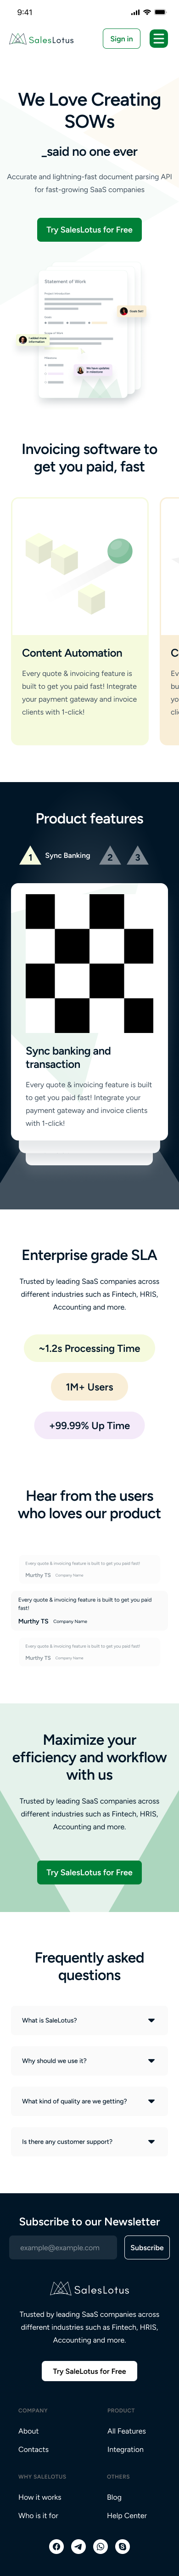 9:41
SalesLotus
Sign in
We Love Creating
SOWs
_said no one ever
Accurate and lightning-fast document parsing API
for fast-growing SaaS companies
Try SalesLotus for Free
Statement of Work
Invoicing software to
get you paid, fast
Content Automation
Every quote & invoicing feature is
built to get you paid fast! Integrate
your payment gateway and invoice
clients with 1-click!
C
Ev
bu
yo
cli
Product features
1
Sync Banking
2
3
Sync banking and
transaction
Every quote & invoicing feature is built
to get you paid fast! Integrate your
payment gateway and invoice clients
with 1-click!
Enterprise grade SLA
Trusted by leading SaaS companies across
different industries such as Fintech, HRIS,
Accounting and more.
~1.2s Processing Time
1M+ Users
+99.99% Up Time
Hear from the users
who loves our product
Every quote & invoicing feature is built to get you paid fast!
Murthy TS Company Name
Every quote & invoicing feature is built to get you paid
fast!
Murthy TS Company Name
Every quote & invoicing feature is built to get you paid fast!
Murthy TS Company Name
Maximize your
efficiency and workflow
with us
Trusted by leading SaaS companies across
different industries such as Fintech, HRIS,
Accounting and more.
Try SalesLotus for Free
Frequently asked
questions
What is SaleLotus?
Why should we use it?
What kind of quality are we getting?
Is there any customer support?
Subscribe to our Newsletter
email@example.com
Subscribe
SalesLotus
Trusted by leading SaaS companies across
different industries such as Fintech, HRIS,
Accounting and more.
Try SaleLotus for Free
COMPANY
PRODUCT
About
All Features
Contacts
Integration
WHY SALELOTUS
OTHERS
How it works
Blog
Who is it for
Help Center